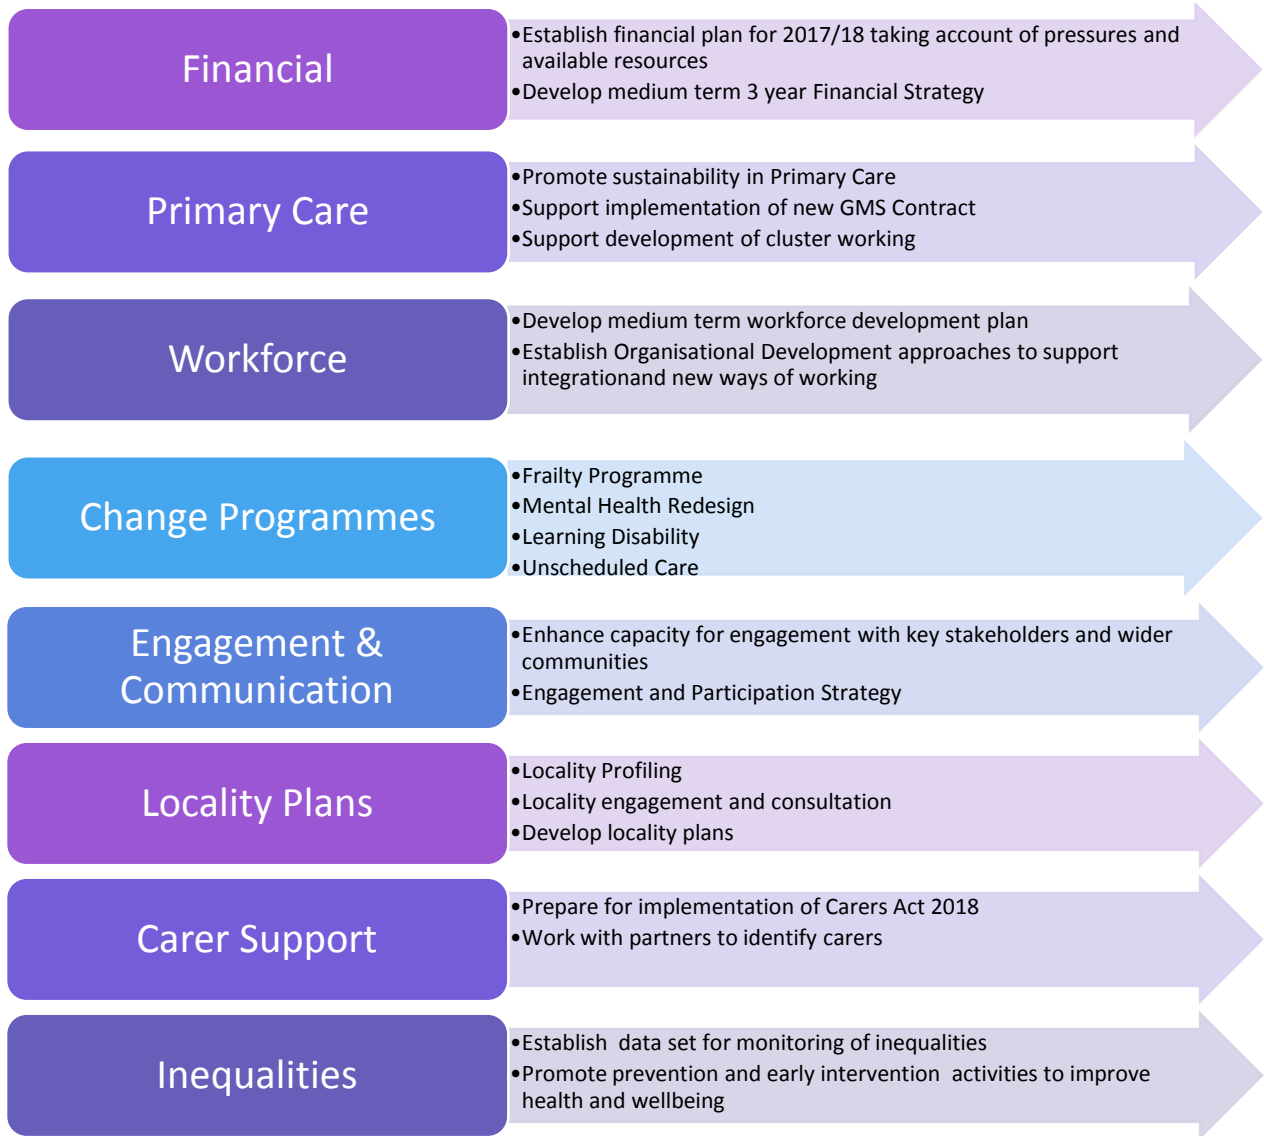 Financial
•Establish financial plan for 2017/18 taking account of pressures and
available resources
•Develop medium term 3 year Financial Strategy
Primary Care
•Promote sustainability in Primary Care
•Support implementation of new GMS Contract
•Support development of cluster working
Workforce
•Develop medium term workforce development plan
•Establish Organisational Development approaches to support
integrationand new ways of working
Change Programmes
•Frailty Programme
•Mental Health Redesign
•Learning Disability
•Unscheduled Care
Engagement &
Communication
•Enhance capacity for engagement with key stakeholders and wider
communities
•Engagement and Participation Strategy
Locality Plans
•Locality Profiling
•Locality engagement and consultation
•Develop locality plans
Carer Support
•Prepare for implementation of Carers Act 2018
•Work with partners to identify carers
Inequalities
•Establish  data set for monitoring of inequalities
•Promote prevention and early intervention  activities to improve
health and wellbeing